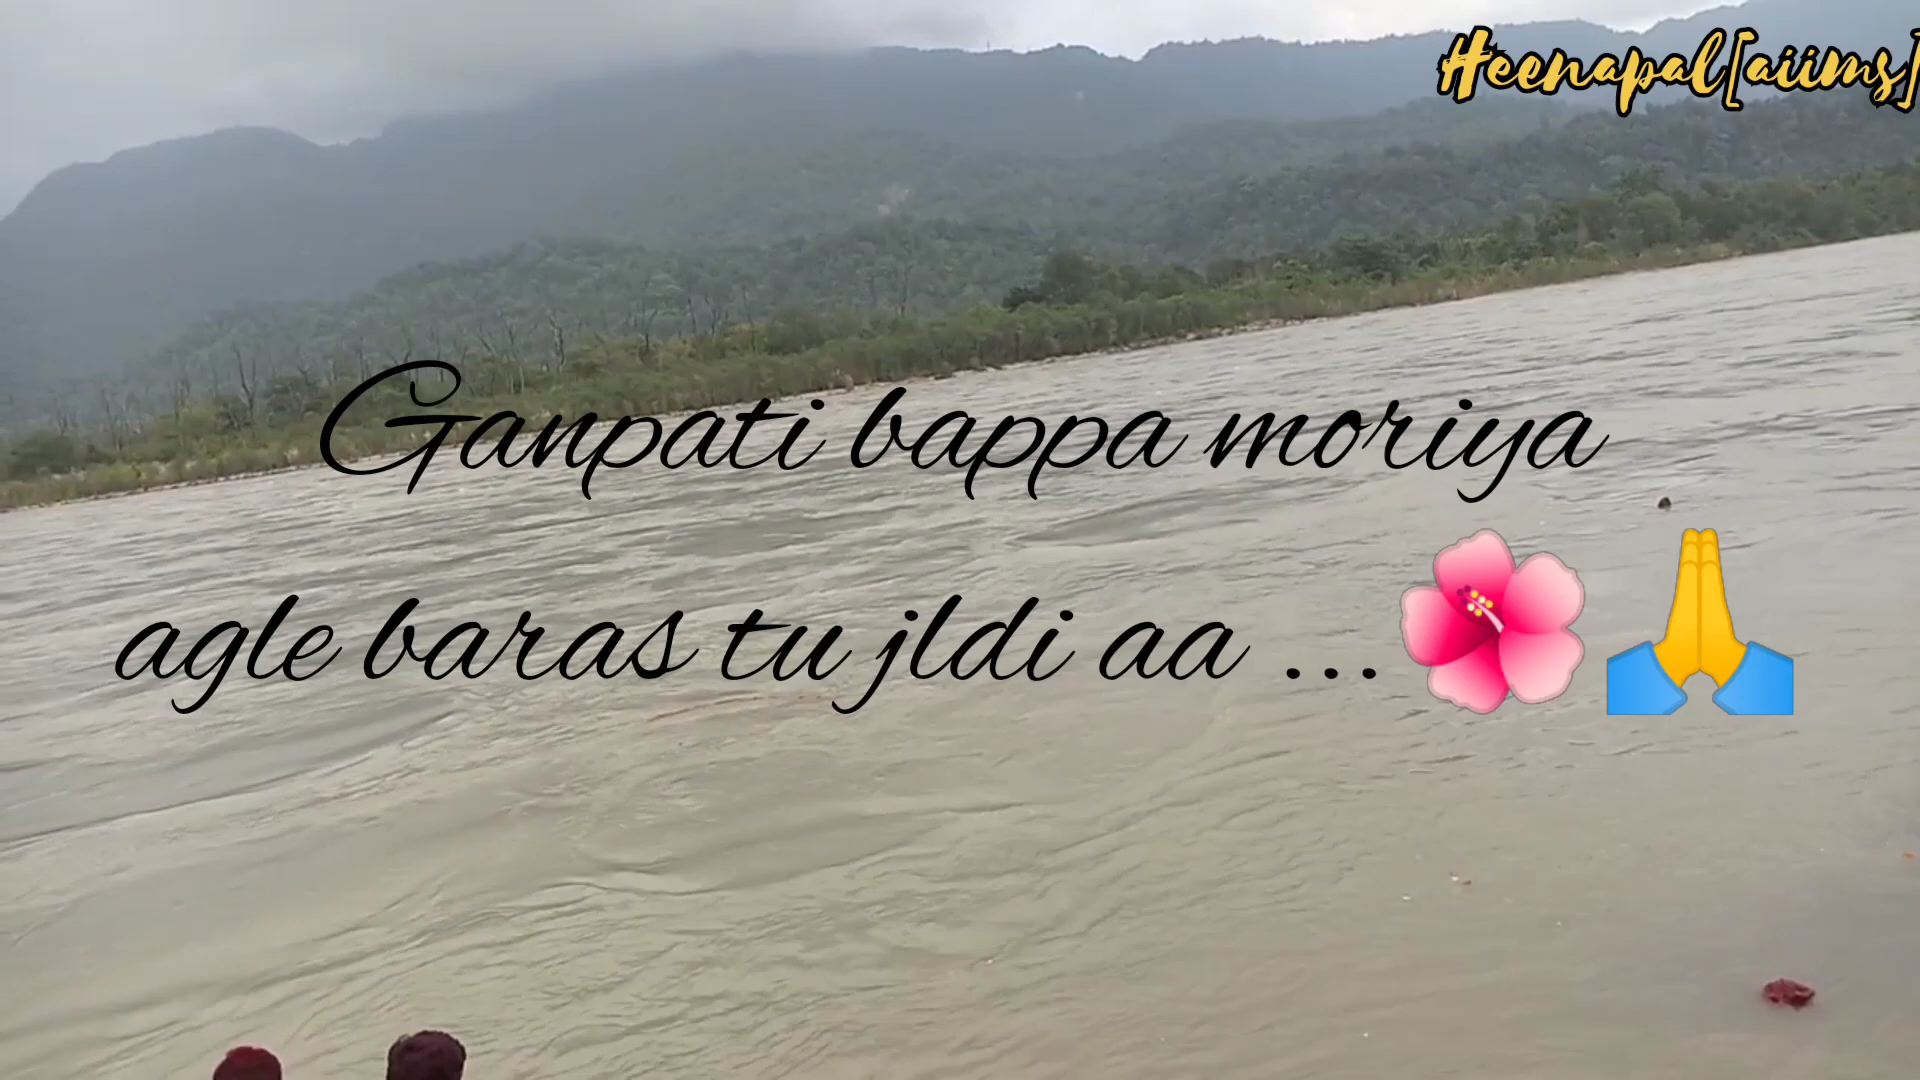 Heenapal[aiims]
Ganpati bappa moriya
agle baras tu jldi aa ...🌺🙏